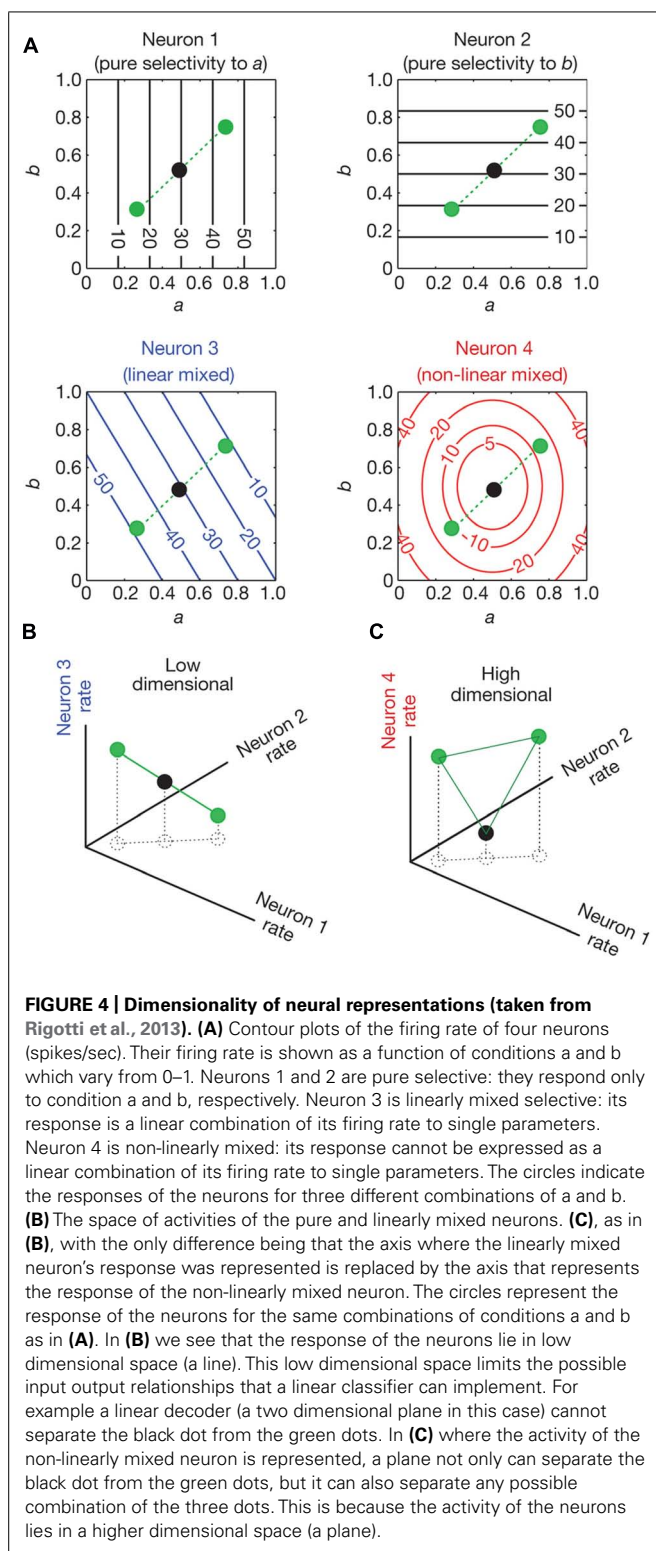 A
Neuron 1
(pure selectivity to a)
1.0
0.8
0.6
0.4
0.2
0
b
10
20
30
40
50
0 0.2 0.4 0.6 0.8 1.0
a
Neuron 2
(pure selectivity to b)
1.0
0.8
0.6
0.4
0.2
0
b
50
40
30
20
10
0 0.2 0.4 0.6 0.8 1.0
a
Neuron 3
(linear mixed)
1.0
0.8
0.6
0.4
0.2
0
b
50
40
30
20
10
0 0.2 0.4 0.6 0.8 1.0
a
Neuron 4
(non-linear mixed)
1.0
0.8
0.6
0.4
0.2
0
b
40
20
40
10
5
-10
20
40
40
0 0.2 0.4 0.6 0.8 1.0
a
B
Neuron 3
rate
Low
dimensional
Neuron 2
rate
Neuron 1
rate
C
Neuron 4
rate
High
dimensional
Neuron 2
rate
Neuron 1
rate
FIGURE 4 | Dimensionality of neural representations (taken from
Rigotti et al., 2013). (A) Contour plots of the firing rate of four neurons
(spikes/sec). Their firing rate is shown as a function of conditions a and b
which vary from 0–1. Neurons 1 and 2 are pure selective: they respond only
to condition a and b, respectively. Neuron 3 is linearly mixed selective: its
response is a linear combination of its firing rate to single parameters.
Neuron 4 is non-linearly mixed: its response cannot be expressed as a
linear combination of its firing rate to single parameters. The circles indicate
the responses of the neurons for three different combinations of a and b.
(B) The space of activities of the pure and linearly mixed neurons. (C), as in
(B), with the only difference being that the axis where the linearly mixed
neuron's response was represented is replaced by the axis that represents
the response of the non-linearly mixed neuron. The circles represent the
response of the neurons for the same combinations of conditions a and b
as in (A). In (B) we see that the response of the neurons lie in low
dimensional space (a line). This low dimensional space limits the possible
input output relationships that a linear classifier can implement. For
example a linear decoder (a two dimensional plane in this case) cannot
separate the black dot from the green dots. In (C) where the activity of the
non-linearly mixed neuron is represented, a plane not only can separate the
black dot from the green dots, but it can also separate any possible
combination of the three dots. This is because the activity of the neurons
lies in a higher dimensional space (a plane).